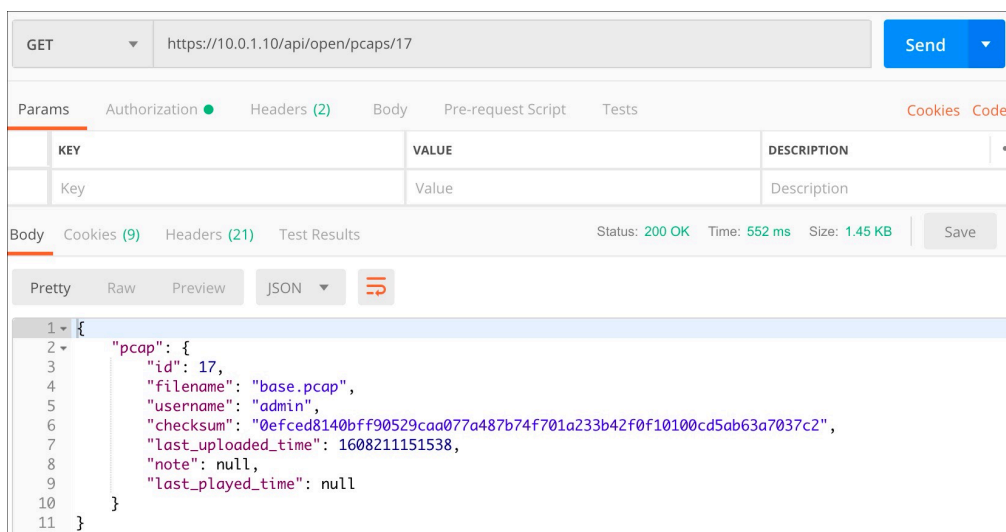 GET https://10.0.1.10/api/open/pcaps/17 Send
Params Authorization Headers (2) Body Pre-request Script Tests Cookies Code
KEY VALUE DESCRIPTION
Key Value Description
Body Cookies (9) Headers (21) Test Results Status: 200 OK Time: 552 ms Size: 1.45 KB Save
Pretty Raw Preview JSON
1 {
2 "pcap": {
3 "id": 17,
4 "filename": "base.pcap",
5 "username": "admin",
6 "checksum": "0efced8140bff90529caa077a487b74f701a233b42f0f10100cd5ab63a7037c2",
7 "last_uploaded_time": 1608211151538,
8 "note": null,
9 "last_played_time": null
10 }
11 }